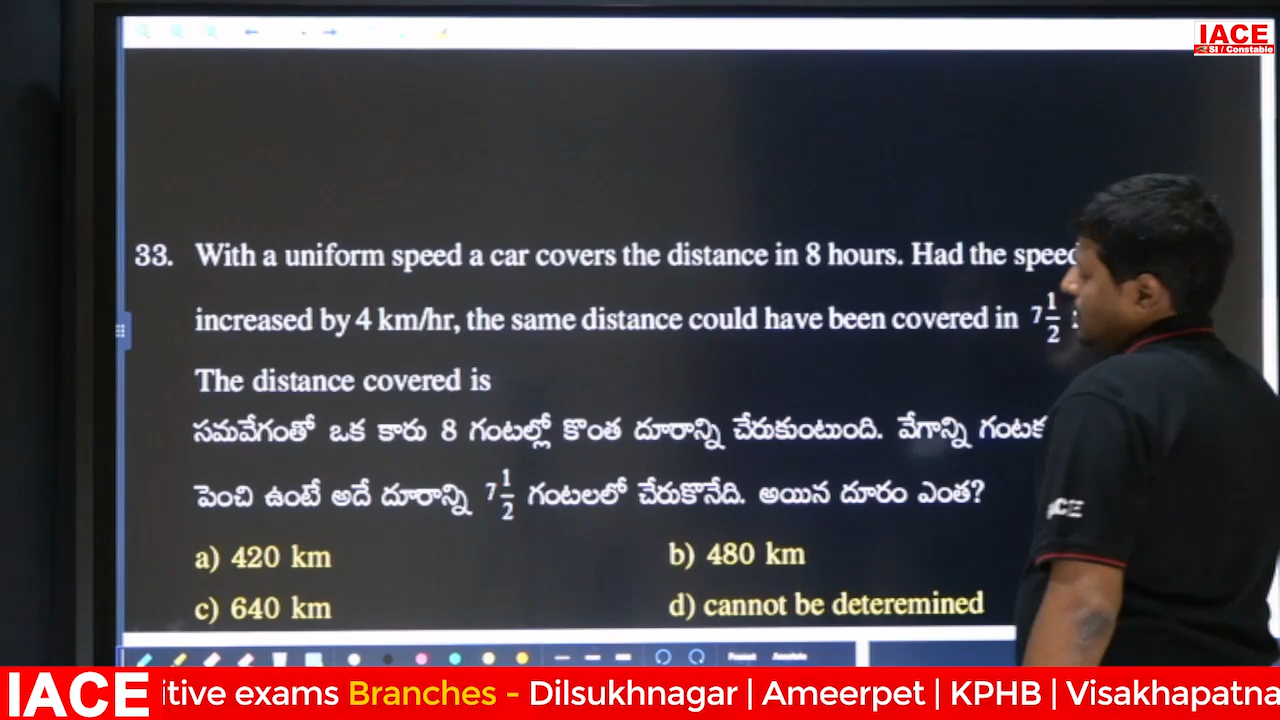 IACE
SI / Constable
33. With a uniform speed a car covers the distance in 8 hours. Had the speed
increased by 4 km/hr, the same distance could have been covered in 7 1/2
The distance covered is
సమవేగంతో ఒక కారు 8 గంటల్లో కొంత దూరాన్ని చేరుకుంటుంది. వేగాన్ని
పెంచి ఉంటే అదే దూరాన్ని 7 1/2 గంటలలో చేరుకొనేది. అయిన దూరం ఎంత?
a) 420 km b) 480 km
c) 640 km d) cannot be deteremined
IACE
IACE itive exams Branches - Dilsukhnagar | Ameerpet | KPHB | Visakhapatna